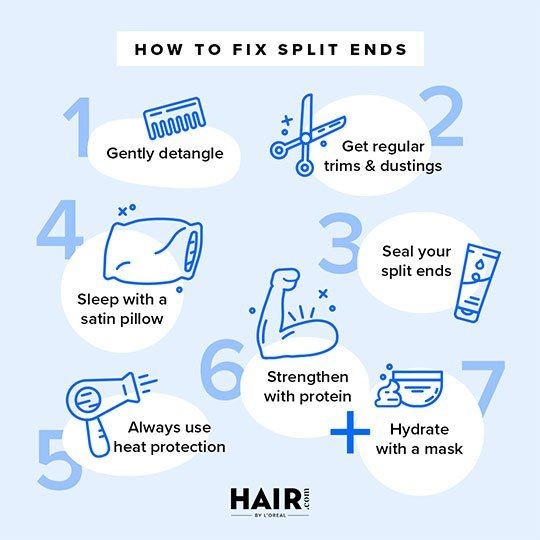 HOW TO FIX SPLIT ENDS
1
Gently detangle
2
Get regular
trims & dustings
3
Seal your
split ends
4
Sleep with a
satin pillow
5
Always use
heat protection
6
Strengthen
with protein
+
7
Hydrate
with a mask
HAIR.com
BY L'OREAL